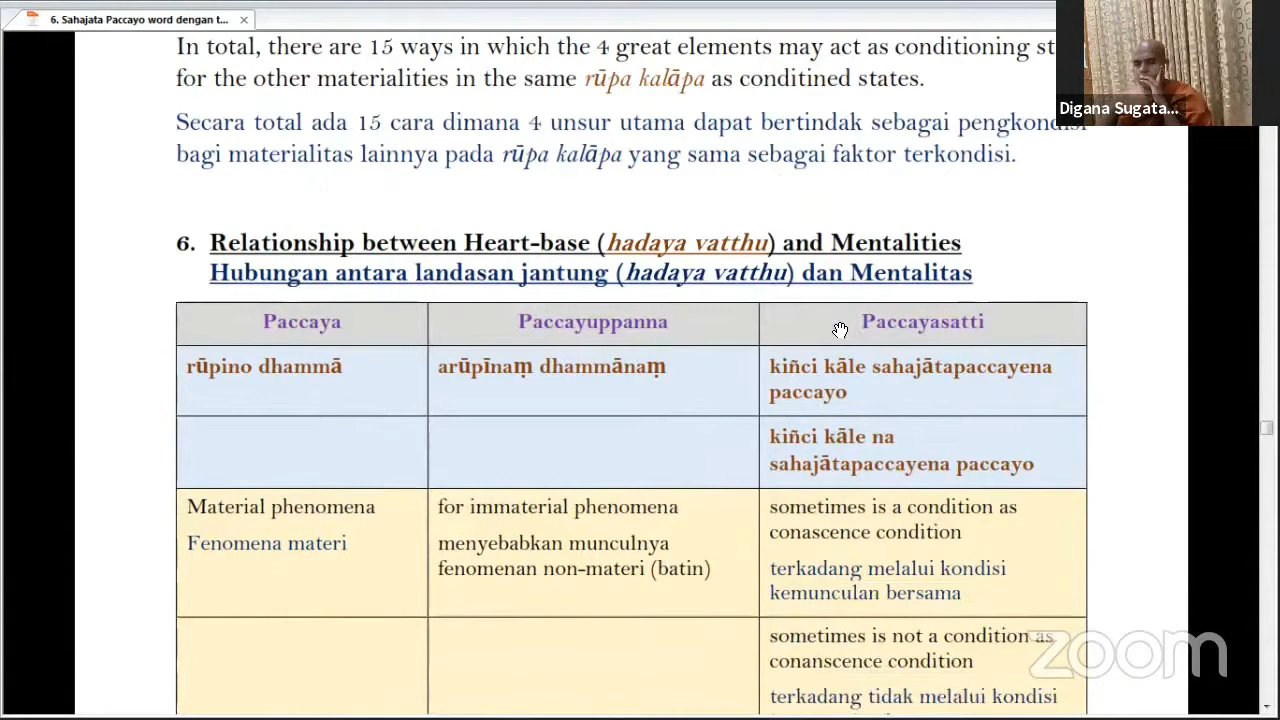 6. Sahajata Paccayo word dengan t...
In total, there are 15 ways in which the 4 great elements may act as conditioning st
for the other materialities in the same rūpa kalāpa as conditined states.
Secara total ada 15 cara dimana 4 unsur utama dapat bertindak sebagai pengkondisi
bagi materialitas lainnya pada rūpa kalāpa yang sama sebagai faktor terkondisi.
Digana Sugata...
6. Relationship between Heart-base (hadaya vatthu) and Mentalities
Hubungan antara landasan jantung (hadaya vatthu) dan Mentalitas
Paccaya Paccayuppanna Paccayasatti
rūpino dhammā arūpīnaṃ dhammānaṃ kiñci kāle sahajātapaccayena
paccayo
kiñci kāle na
sahajātapaccayena paccayo
Material phenomena for immaterial phenomena sometimes is a condition as
conascence condition
Fenomena materi menyebabkan munculnya
fenomenan non-materi (batin) terkadang melalui kondisi
kemunculan bersama
sometimes is not a condition as
conanscence condition
terkadang tidak melalui kondisi
zoom